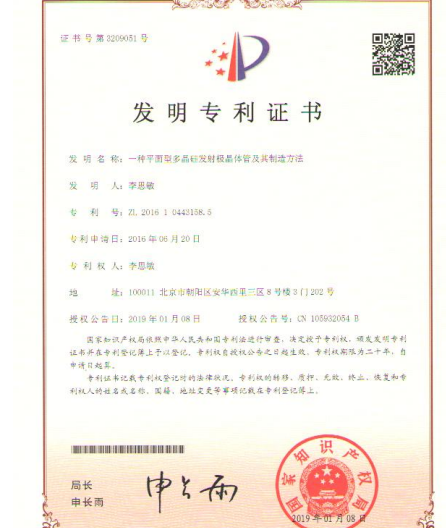 证书号第3209051号
发明专利证书
发 明 名 称：一种平面型多晶硅发射极晶体管及其制造方法
发 明 人：李思敏
专 利 号：ZL 2016 1 0443158.5
专利申请日：2016年06月20日
专 利 权 人：李思敏
地 址：100011 北京市朝阳区安华西里三区8号楼3门202号
授权公告日：2019年01月08日 授权公告号：CN 105932054 B
国家知识产权局依照中华人民共和国专利法进行审查，决定授予专利权，颁发发明专利
证书并在专利登记簿上予以登记。专利权自授权公告之日起生效。专利权期限为二十年，自
申请日起算。
专利证书记载专利权登记时的法律状况。专利权的转移、质押、无效、终止、恢复和专
利权人的姓名或名称、国籍、地址变更等事项记载在专利登记簿上。
局长
申长雨
申长雨
国家知识产权局
2019年01月08日